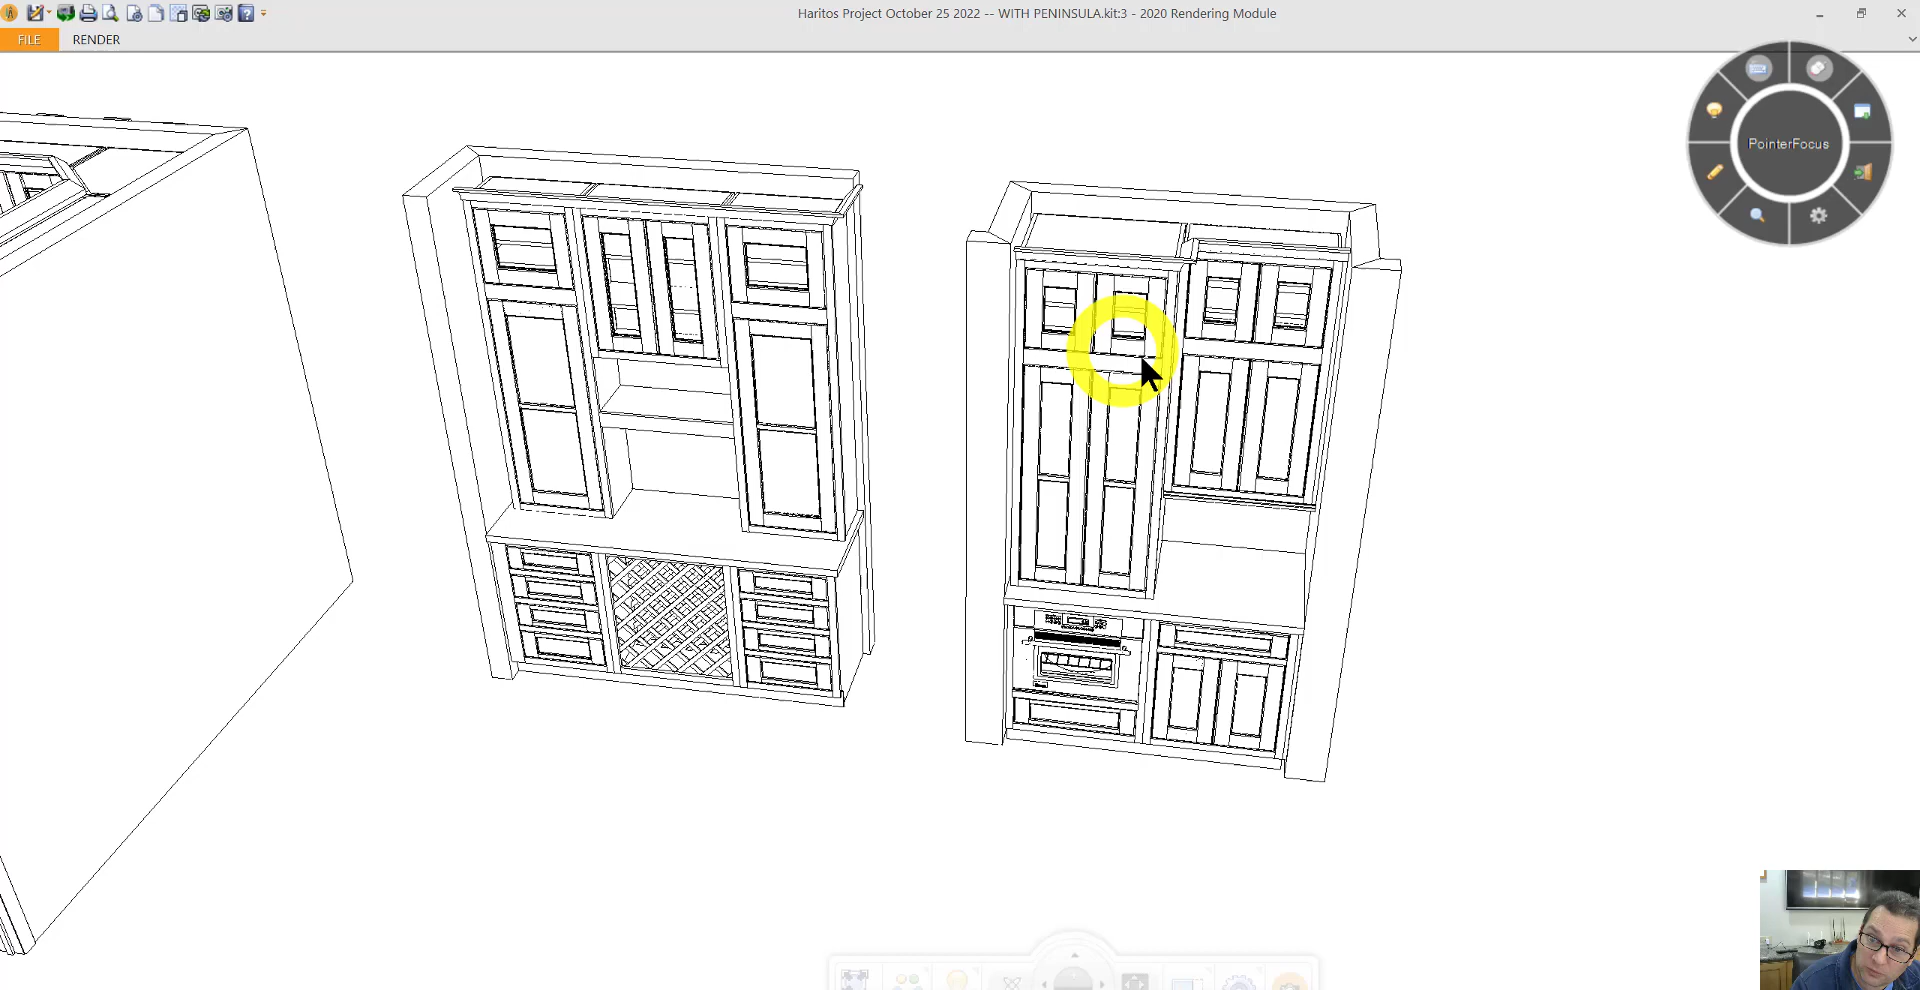 Haritos Project October 25 2022 -- WITH PENINSULA.kit:3 - 2020 Rendering Module
FILE
RENDER
PointerFocus